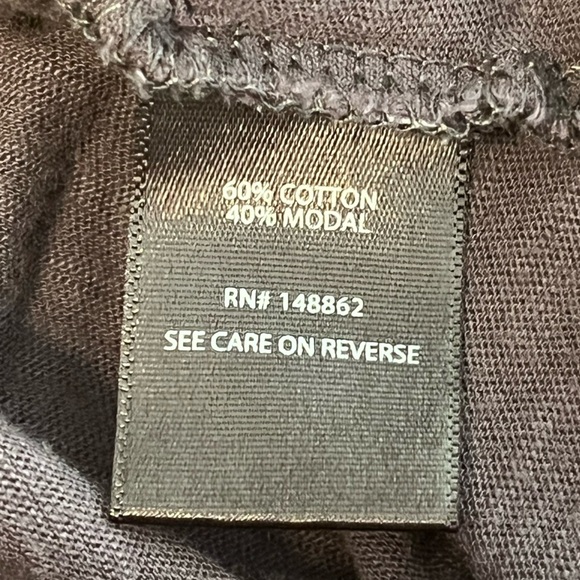 60% COTTON
40% MODAL
RN# 148862
SEE CARE ON REVERSE